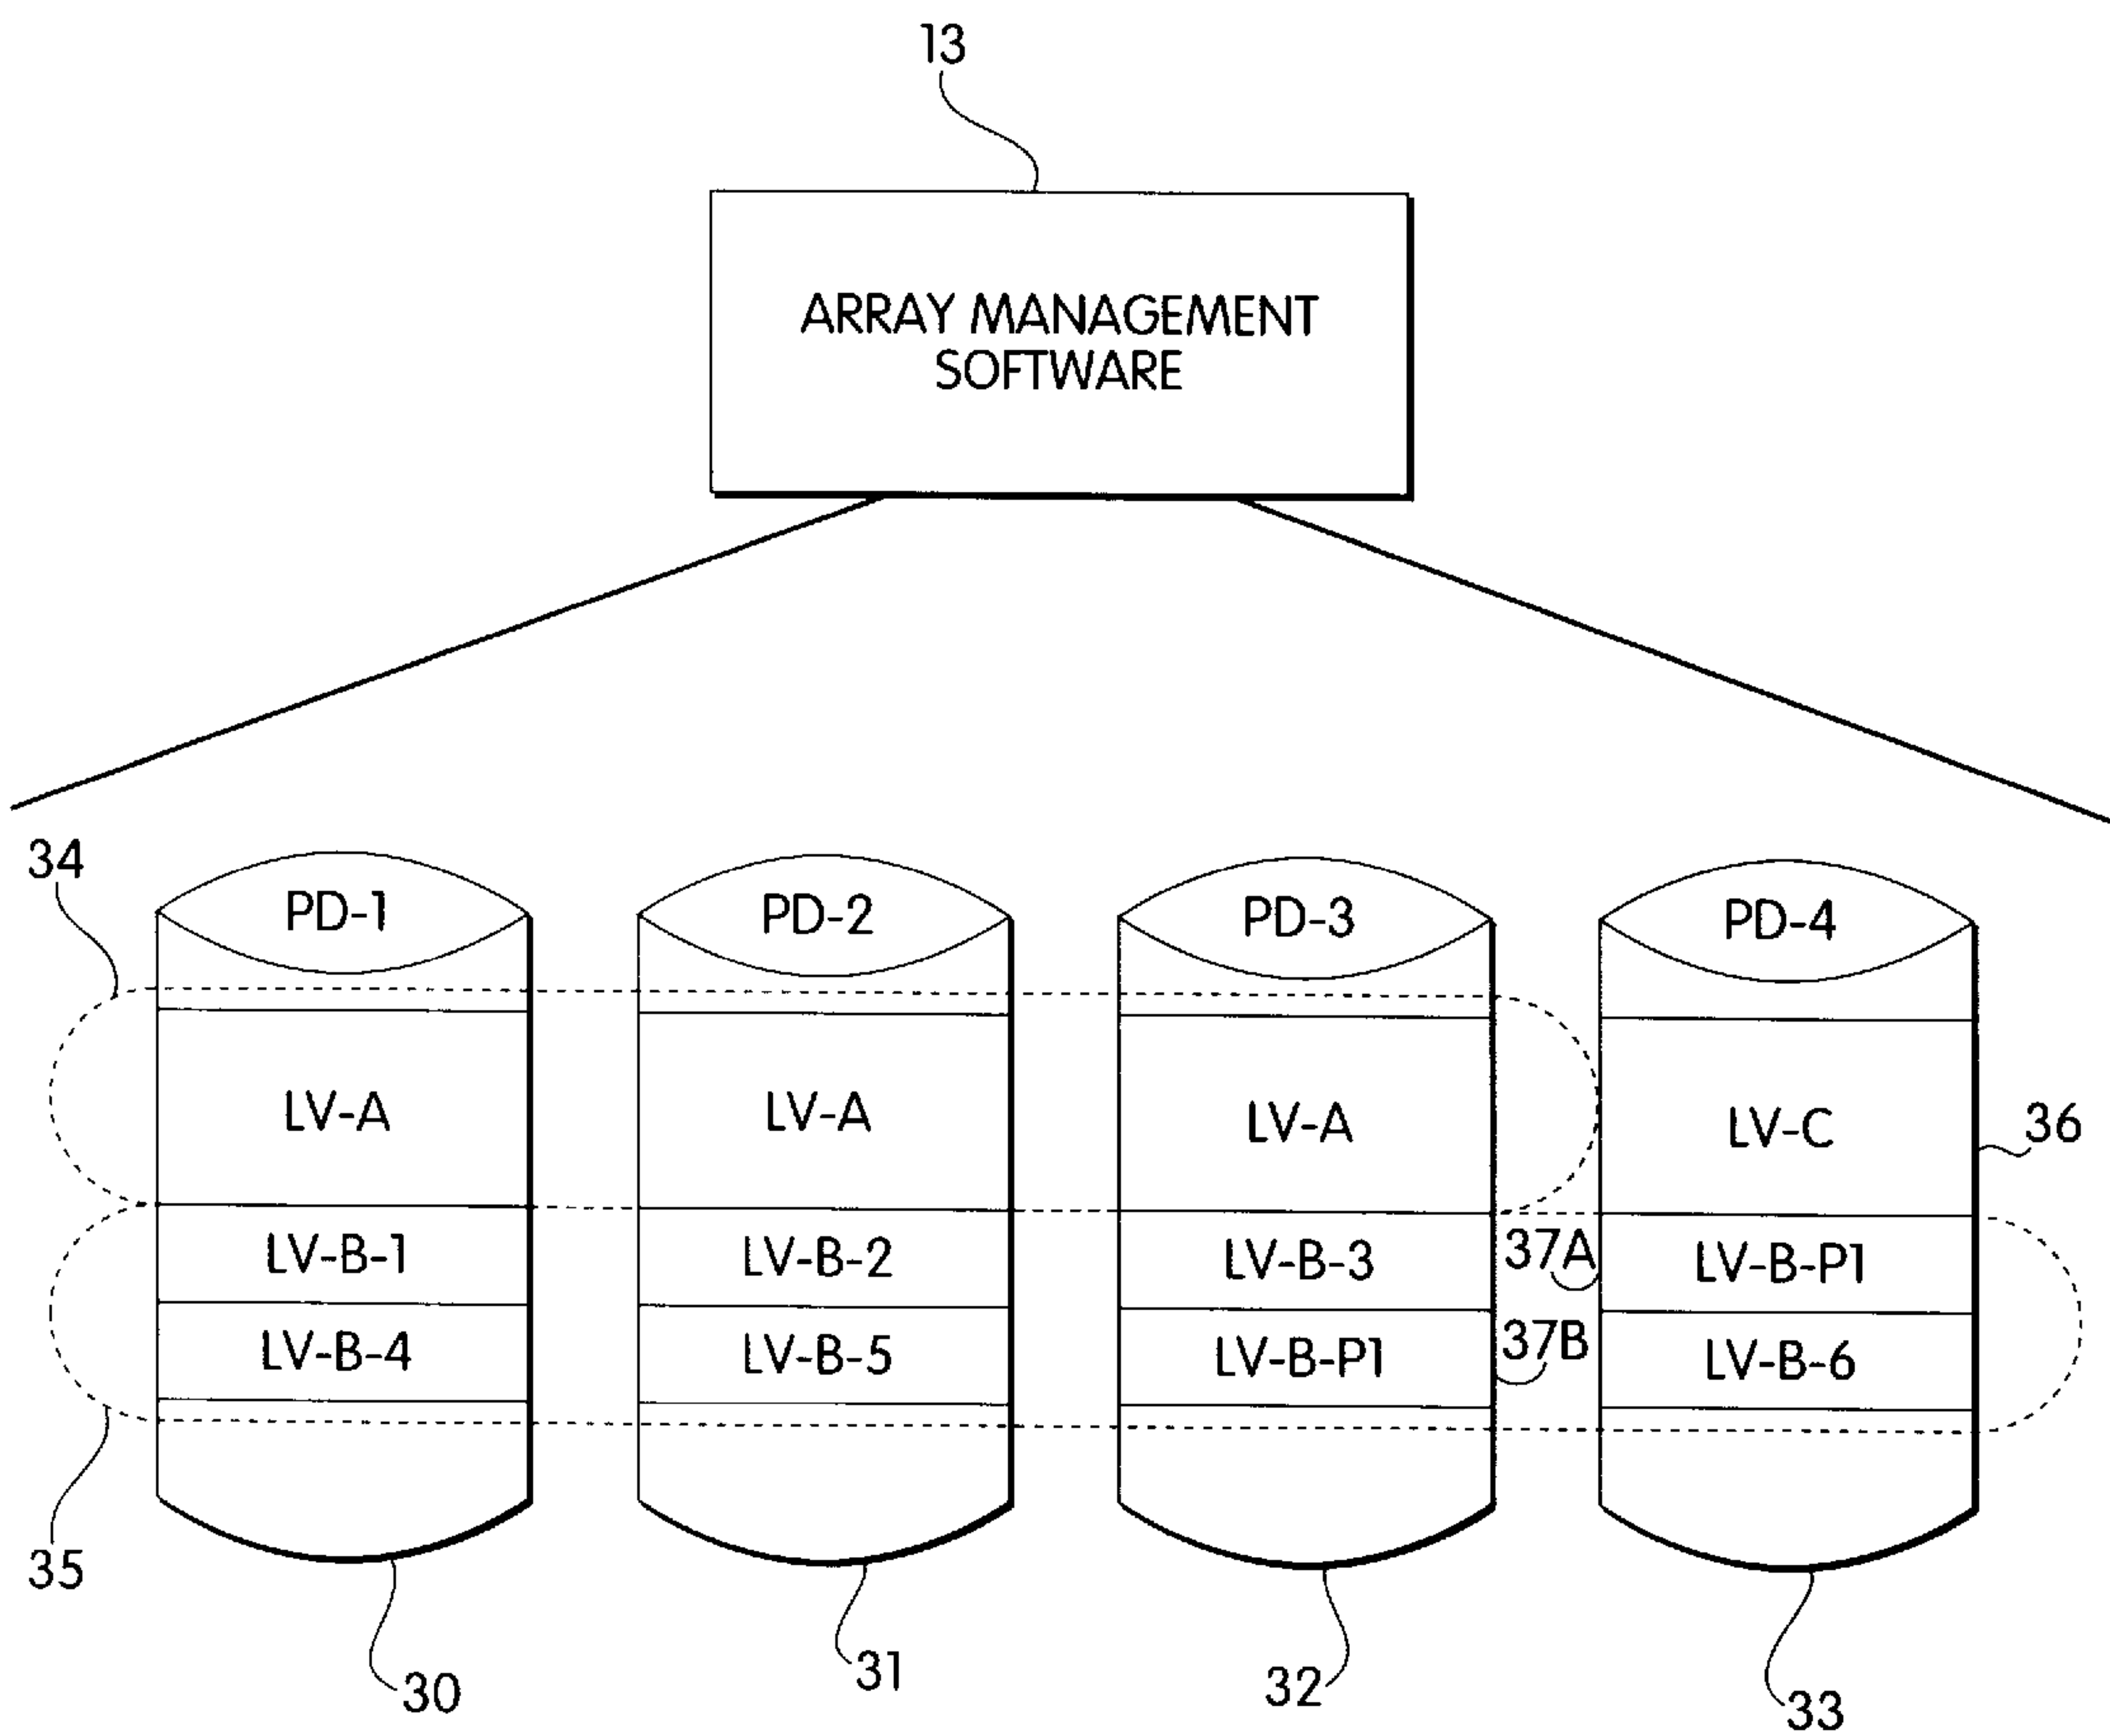 13
ARRAY MANAGEMENT
SOFTWARE
34
PD-1
PD-2
PD-3
PD-4
LV-A
LV-A
LV-A
LV-C
36
LV-B-1
LV-B-2
LV-B-3
37A
LV-B-P1
LV-B-4
LV-B-5
LV-B-P1
37B
LV-B-6
35
30
31
32
33